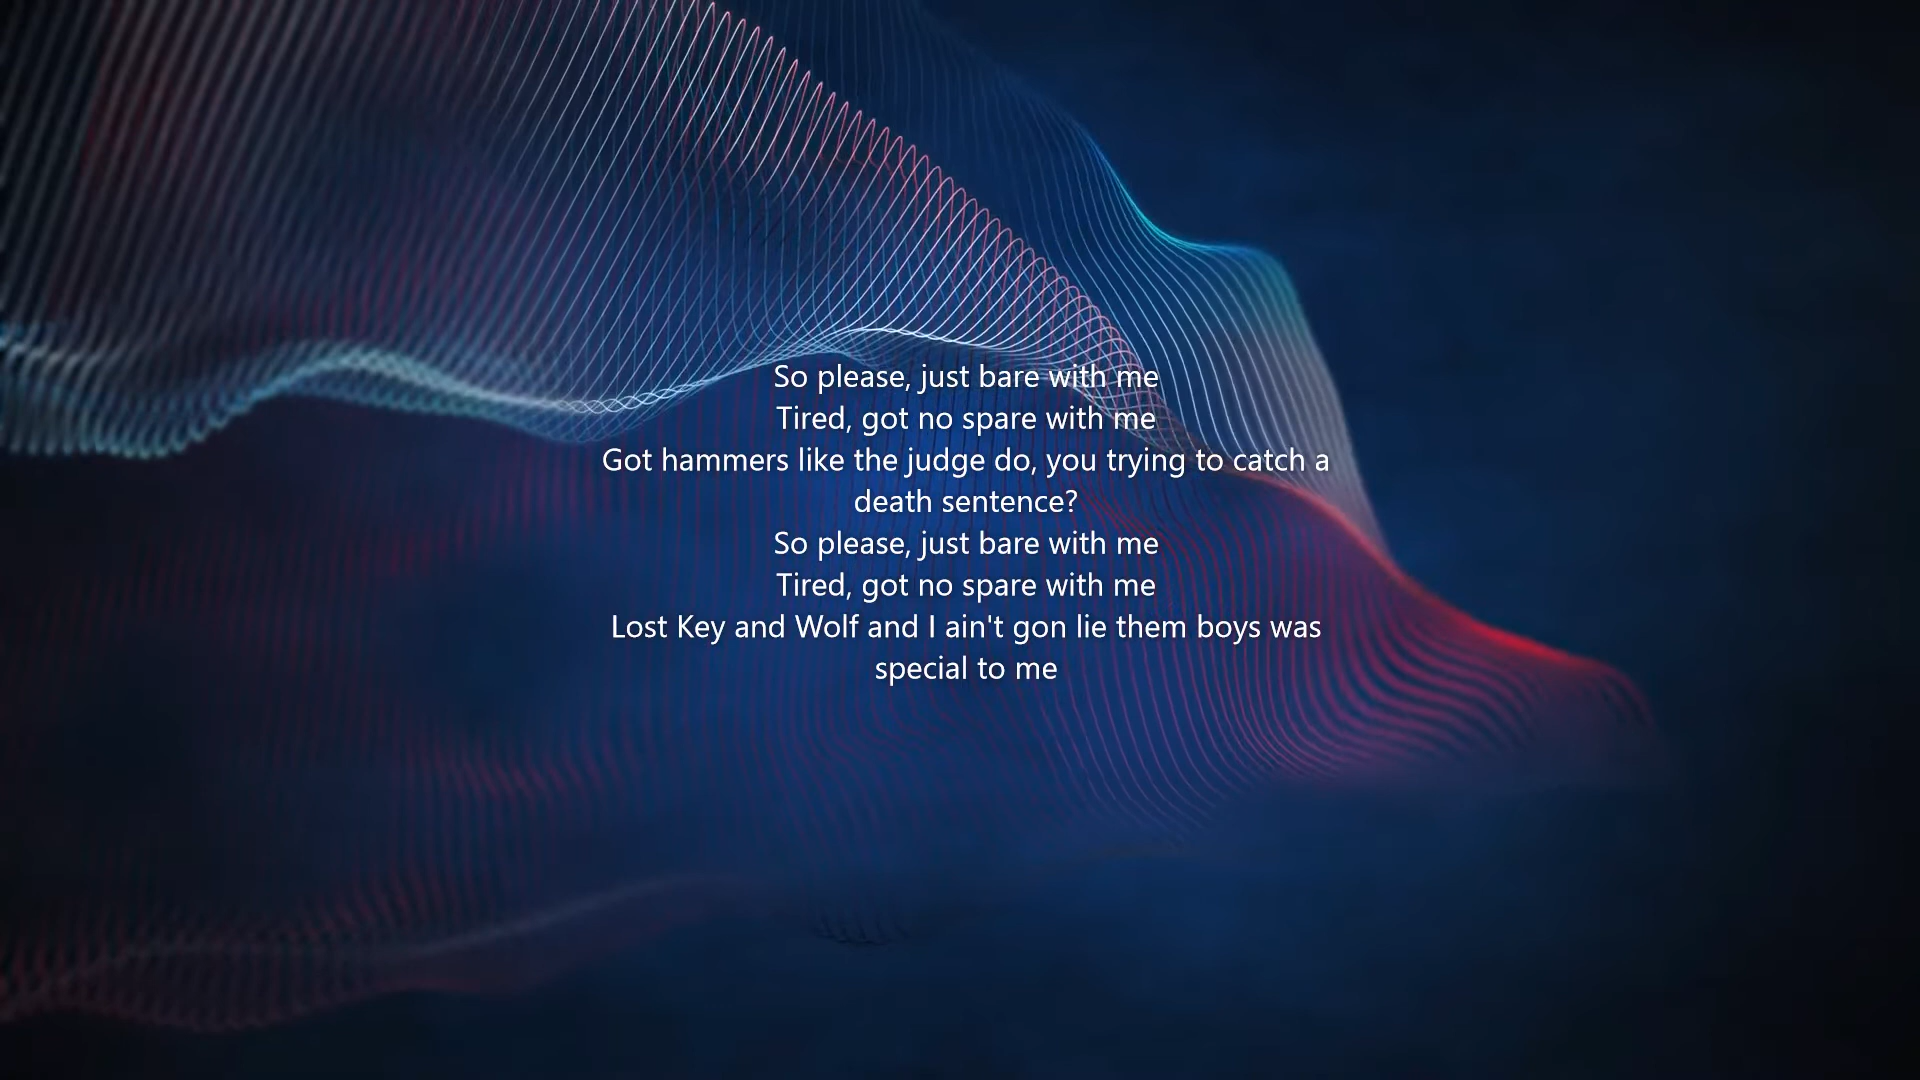 So please, just bare with me
Tired, got no spare with me
Got hammers like the judge do, you trying to catch a
death sentence?
So please, just bare with me
Tired, got no spare with me
Lost Key and Wolf and I ain't gon lie them boys was
special to me